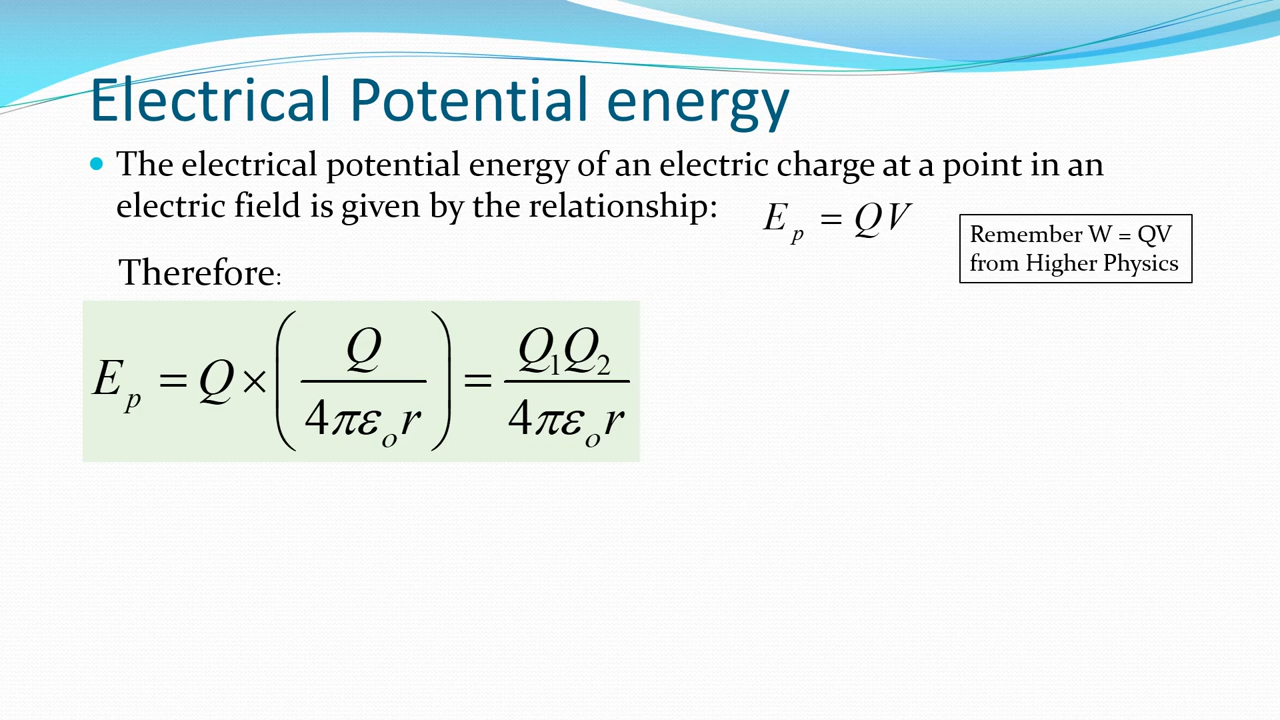 Electrical Potential energy
• The electrical potential energy of an electric charge at a point in an
electric field is given by the relationship: E_p = QV
Remember W = QV
from Higher Physics
Therefore:
E_p = Q × (Q / 4πε_o r) = Q_1Q_2 / 4πε_o r